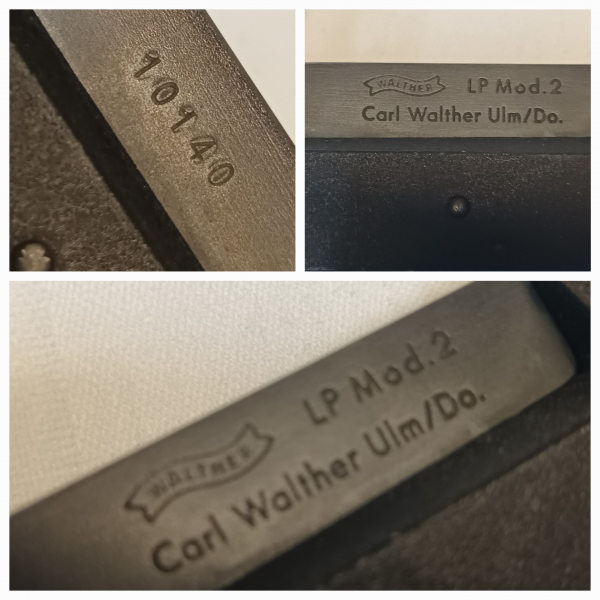 10140
WALTHER LP Mod.2
Carl Walther Ulm/Do.
WALTHER LP Mod.2
Carl Walther Ulm/Do.